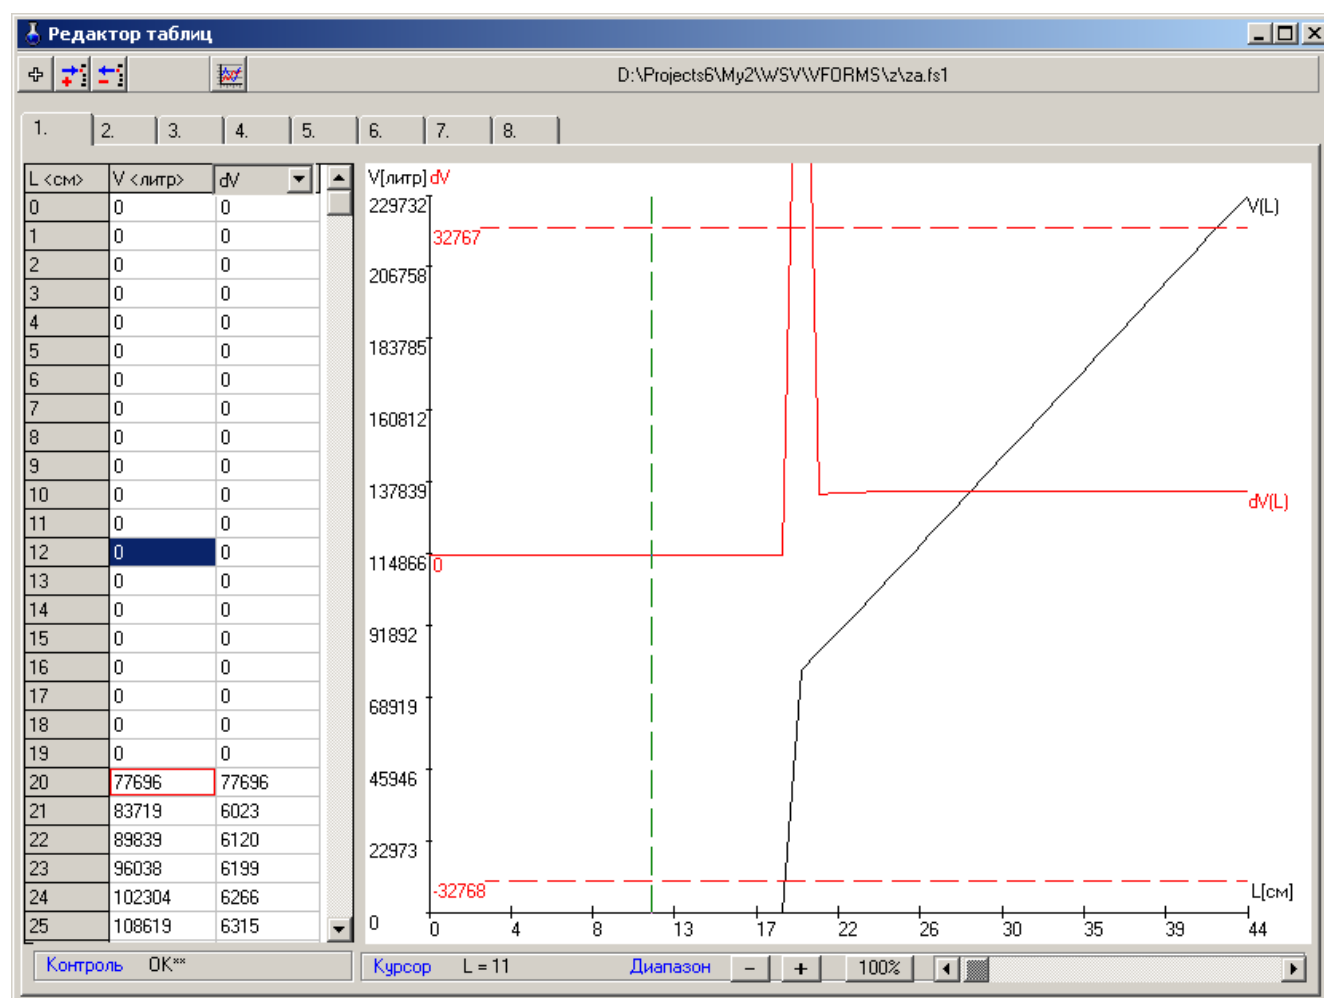 Редактор таблиц
D:\Projects6\My2\WSV\VFORMS\z\za.fs1
1. 2. 3. 4. 5. 6. 7. 8.
L <см> V <литр> dV
0 0 0
1 0 0
2 0 0
3 0 0
4 0 0
5 0 0
6 0 0
7 0 0
8 0 0
9 0 0
10 0 0
11 0 0
12 0 0
13 0 0
14 0 0
15 0 0
16 0 0
17 0 0
18 0 0
19 0 0
20 77696 77696
21 83719 6023
22 89839 6120
23 96038 6199
24 102304 6266
25 108619 6315
V[литр] dV
229732
V(L)
32767
206758
183785
160812
137839
dV(L)
114866 0
91892
68919
45946
22973
-32768
L[см]
0
0 4 8 13 17 22 26 30 35 39 44
Контроль OK**
Курсор L = 11 Диапазон - + 100%